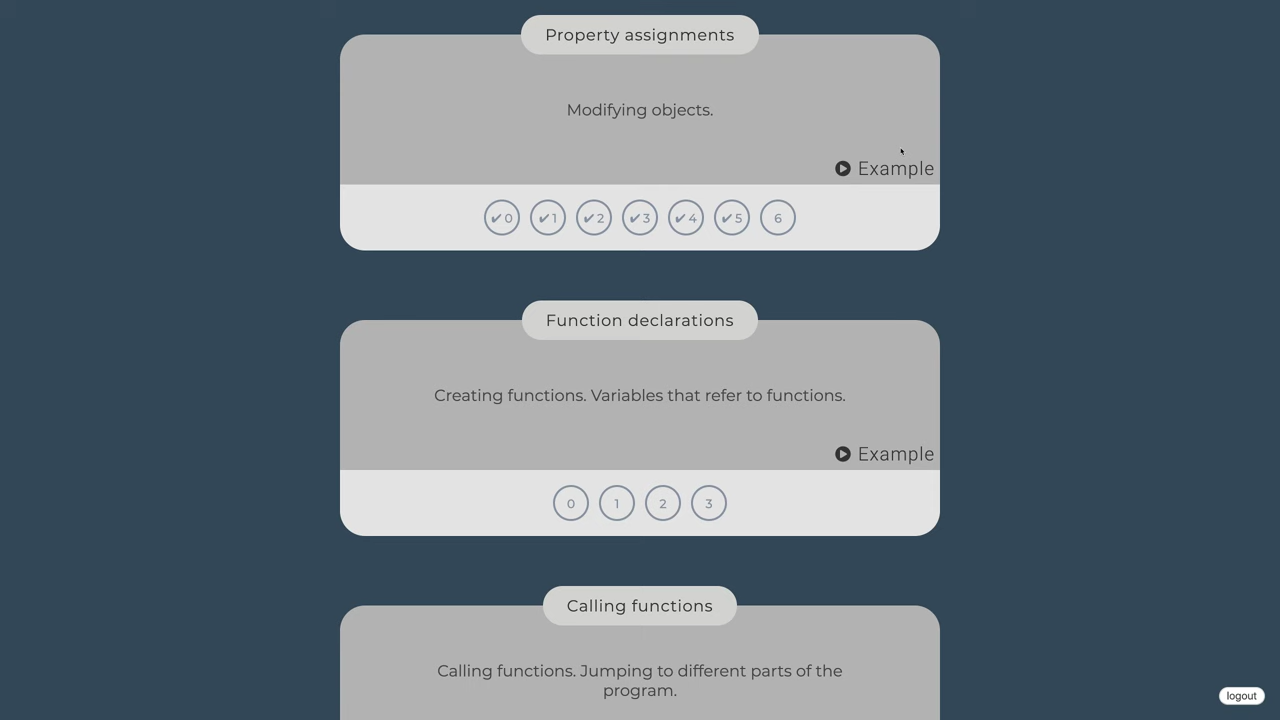 Property assignments
Modifying objects.
Example
✔0 ✔1 ✔2 ✔3 ✔4 ✔5 6
Function declarations
Creating functions. Variables that refer to functions.
Example
0 1 2 3
Calling functions
Calling functions. Jumping to different parts of the
program.
logout